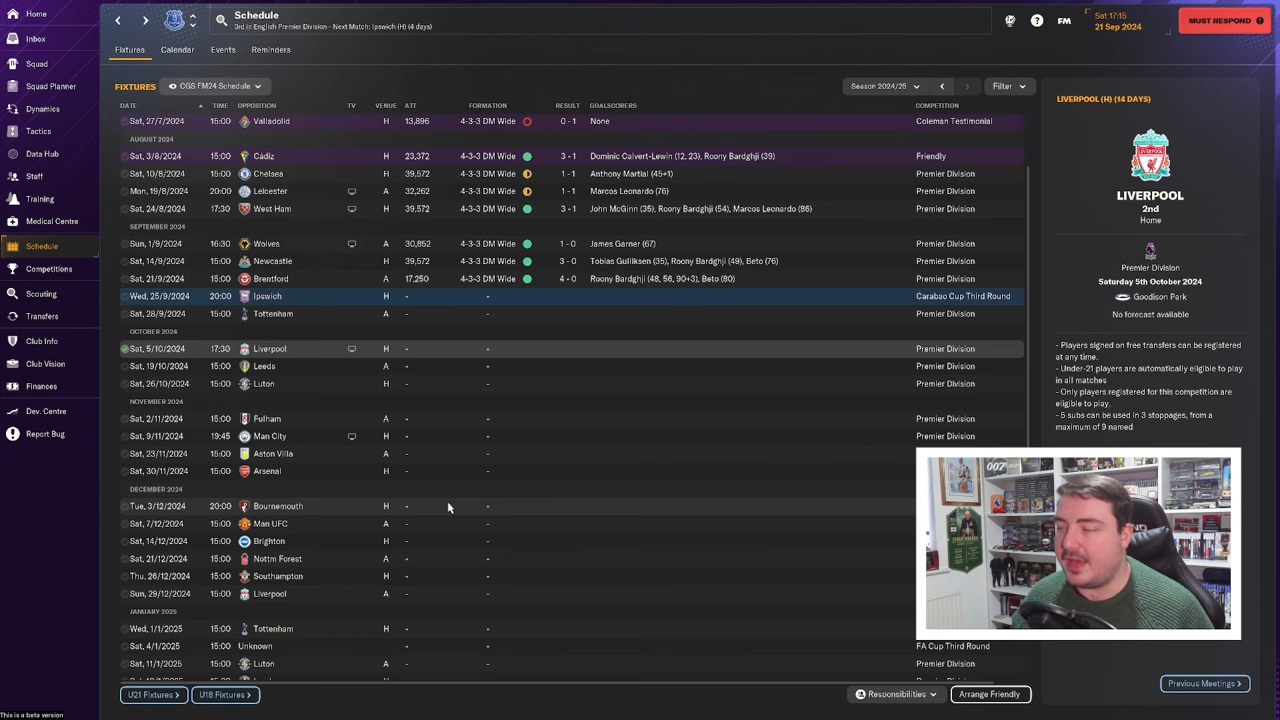 Home
Schedule
3rd in English Premier Division - Next Match: Ipswich (H) (4 days)
FM
Sat 17:15
21 Sep 2024
MUST RESPOND
Inbox
Squad
Squad Planner
Dynamics
Tactics
Data Hub
Staff
Training
Medical Centre
Schedule
Competitions
Scouting
Transfers
Club Info
Club Vision
Finances
Dev. Centre
Report Bug
This is a beta version
Fixtures Calendar Events Reminders
FIXTURES CGS FM24 Schedule Season 2024/25 Filter
DATE TIME OPPOSITION TV VENUE ATT FORMATION RESULT GOALSCORERS COMPETITION
Sat, 27/7/2024 15:00 Valladolid H 13,896 4-3-3 DM Wide 0 - 1 None Coleman Testimonial
AUGUST 2024
Sat, 3/8/2024 15:00 Cádiz H 23,372 4-3-3 DM Wide 3 - 1 Dominic Calvert-Lewin (12, 23), Roony Bardghji (39) Friendly
Sat, 10/8/2024 15:00 Chelsea H 39,572 4-3-3 DM Wide 1 - 1 Anthony Martial (45+1) Premier Division
Mon, 19/8/2024 20:00 Leicester A 32,262 4-3-3 DM Wide 1 - 1 Marcos Leonardo (76) Premier Division
Sat, 24/8/2024 17:30 West Ham H 39,572 4-3-3 DM Wide 3 - 1 John McGinn (35), Roony Bardghji (54), Marcos Leonardo (86) Premier Division
SEPTEMBER 2024
Sun, 1/9/2024 16:30 Wolves A 30,852 4-3-3 DM Wide 1 - 0 James Garner (67) Premier Division
Sat, 14/9/2024 15:00 Newcastle H 39,572 4-3-3 DM Wide 3 - 0 Tobias Gulliksen (35), Roony Bardghji (49), Beto (76) Premier Division
Sat, 21/9/2024 15:00 Brentford A 17,250 4-3-3 DM Wide 4 - 0 Roony Bardghji (48, 56, 90+3), Beto (80) Premier Division
Wed, 25/9/2024 20:00 Ipswich H - - Carabao Cup Third Round
Sat, 28/9/2024 15:00 Tottenham A - - Premier Division
OCTOBER 2024
Sat, 5/10/2024 17:30 Liverpool H - - Premier Division
Sat, 19/10/2024 15:00 Leeds A - - Premier Division
Sat, 26/10/2024 15:00 Luton H - - Premier Division
NOVEMBER 2024
Sat, 2/11/2024 15:00 Fulham A - - Premier Division
Sat, 9/11/2024 19:45 Man City H - - Premier Division
Sat, 23/11/2024 15:00 Aston Villa A - -
Sat, 30/11/2024 15:00 Arsenal H - -
DECEMBER 2024
Tue, 3/12/2024 20:00 Bournemouth H - -
Sat, 7/12/2024 15:00 Man UFC A - -
Sat, 14/12/2024 15:00 Brighton H - -
Sat, 21/12/2024 15:00 Nottm Forest A - -
Thu, 26/12/2024 15:00 Southampton H - -
Sun, 29/12/2024 15:00 Liverpool A - -
JANUARY 2025
Wed, 1/1/2025 15:00 Tottenham H - -
Sat, 4/1/2025 15:00 Unknown FA Cup Third Round
Sat, 11/1/2025 15:00 Luton A - - Premier Division
U21 Fixtures > U18 Fixtures > Responsibilities Arrange Friendly
LIVERPOOL (H) (14 DAYS)
LIVERPOOL
2nd
Home
Premier Division
Saturday 5th October 2024
Goodison Park
No forecast available
- Players signed on free transfers can be registered
at any time.
- Under-21 players are automatically eligible to play
in all matches
- Only players registered for this competition are
eligible to play.
- 5 subs can be used in 3 stoppages, from a
maximum of 9 named
007
Previous Meetings >